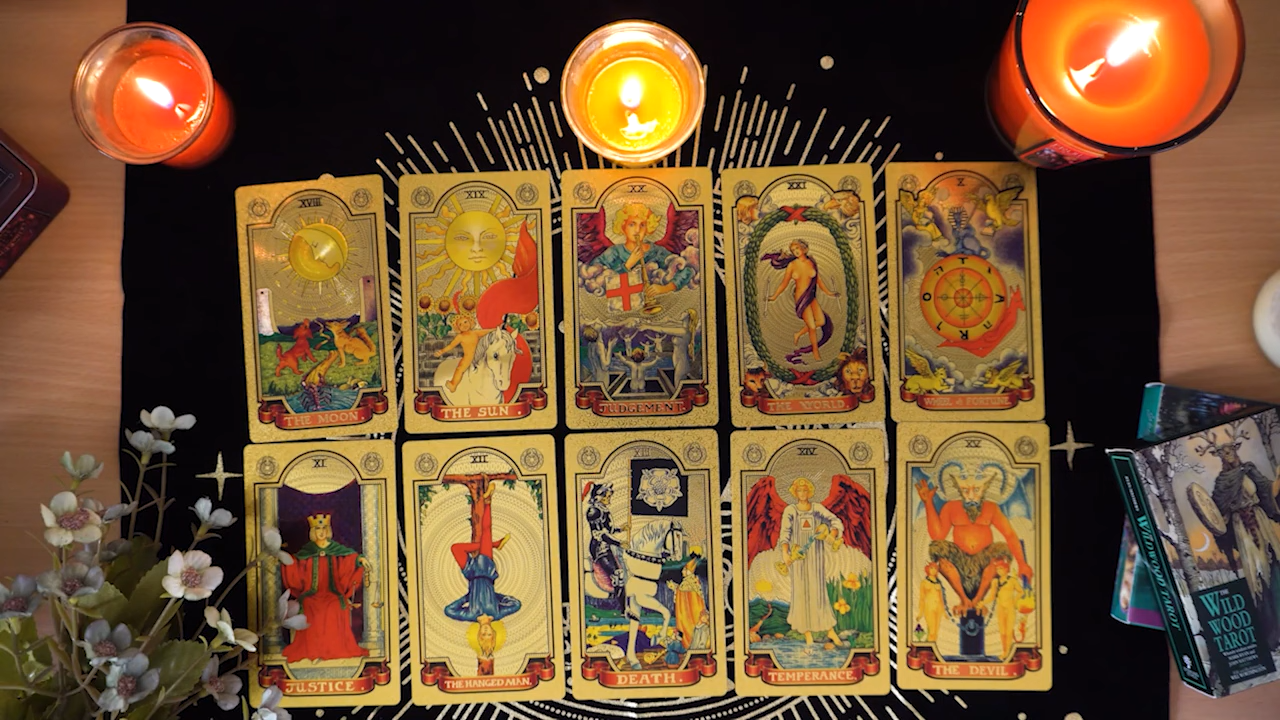 XVIII
THE MOON
XIX
THE SUN.
XX
JUDGEMENT.
XXI
THE WORLD
X
WHEEL of FORTUNE
XI
JUSTICE.
XII
THE HANGED MAN.
XIII
DEATH.
XIV
TEMPERANCE
XV
THE DEVIL.
WILDWOOD TAROT
THE
WILD
WOOD
TAROT